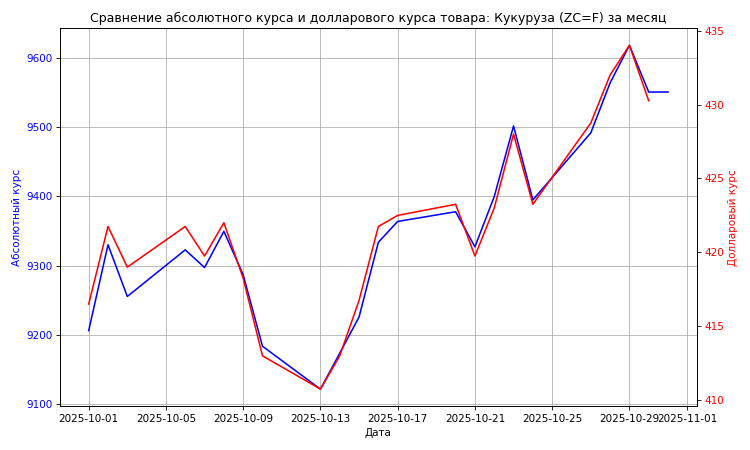 Сравнение абсолютного курса и долларового курса товара: Кукуруза (ZC=F) за месяц
9600
9500
9400
9300
9200
9100
Абсолютный курс
435
430
425
420
415
410
Долларовый курс
2025-10-01 2025-10-05 2025-10-09 2025-10-13 2025-10-17 2025-10-21 2025-10-25 2025-10-29 2025-11-01
Дата